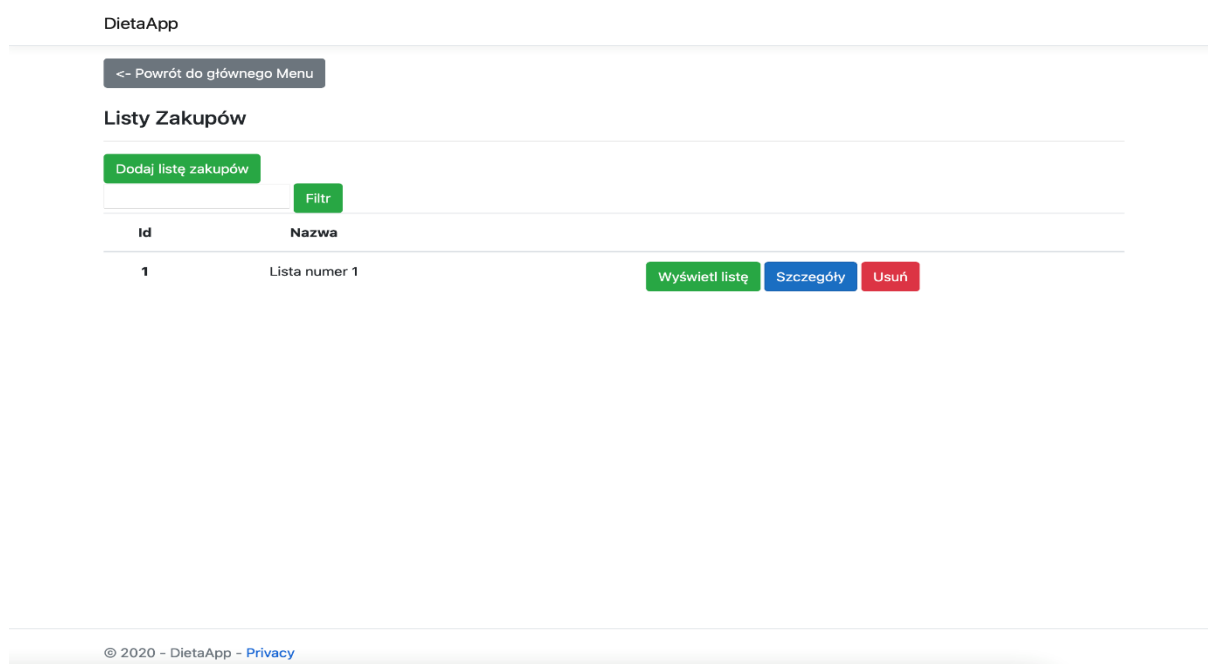 DietaApp
<- Powrót do głównego Menu
Listy Zakupów
Dodaj listę zakupów
Filtr
Id Nazwa
1 Lista numer 1 Wyświetl listę Szczegóły Usuń
© 2020 - DietaApp - Privacy